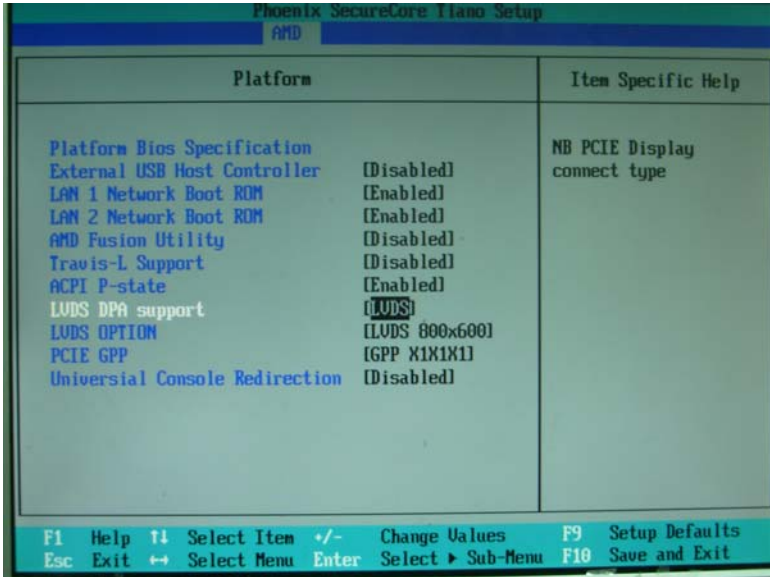 Phoenix SecureCore Tiano Setup
AMD
Platform
Item Specific Help
Platform Bios Specification
External USB Host Controller [Disabled]
LAN 1 Network Boot ROM [Enabled]
LAN 2 Network Boot ROM [Enabled]
AMD Fusion Utility [Disabled]
Travis-L Support [Disabled]
ACPI P-state [Enabled]
LVDS DPA support [LVDS]
LVDS OPTION [LVDS 800x600]
PCIE GPP [GPP X1X1X1]
Universial Console Redirection [Disabled]
NB PCIE Display
connect type
F1 Help ↑↓ Select Item +/- Change Values F9 Setup Defaults
Esc Exit ↔ Select Menu Enter Select ▶ Sub-Menu F10 Save and Exit